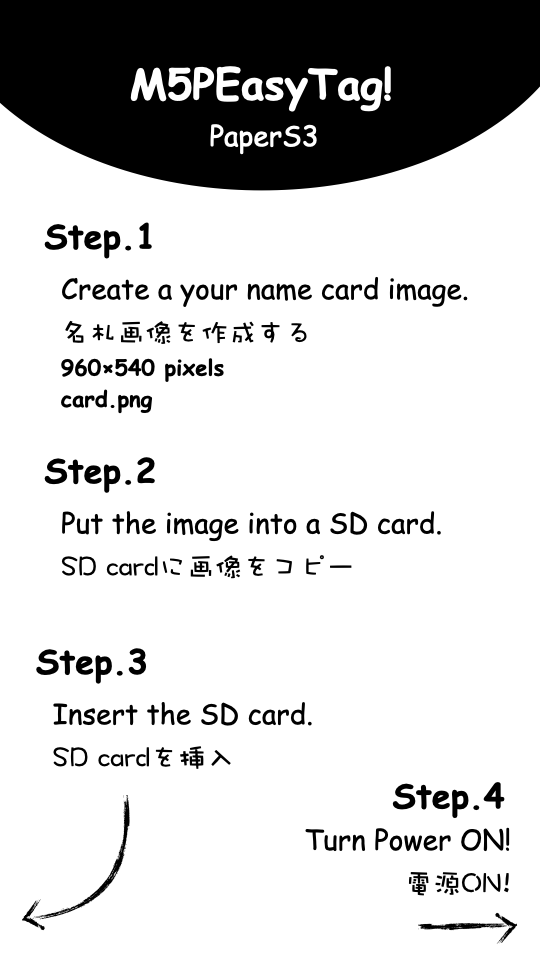 M5PEasyTag!
PaperS3
Step.1
Create a your name card image.
名札画像を作成する
960×540 pixels
card.png
Step.2
Put the image into a SD card.
SD cardに画像をコピー
Step.3
Insert the SD card.
SD cardを挿入
Step.4
Turn Power ON!
電源ON!